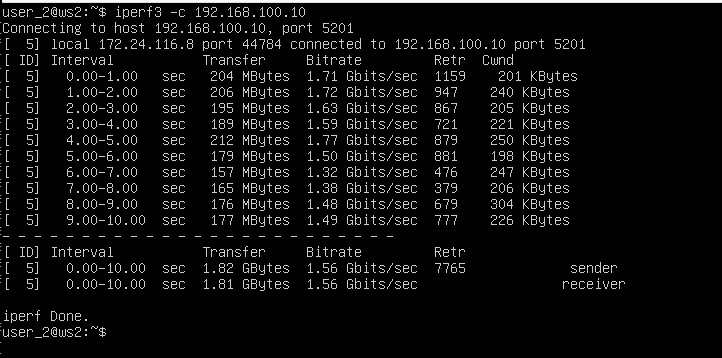 user_2@ws2:~$ iperf3 -c 192.168.100.10
Connecting to host 192.168.100.10, port 5201
[  5] local 172.24.116.8 port 44784 connected to 192.168.100.10 port 5201
[ ID] Interval           Transfer     Bitrate         Retr  Cwnd
[  5]   0.00-1.00   sec   204 MBytes  1.71 Gbits/sec  1159    201 KBytes
[  5]   1.00-2.00   sec   206 MBytes  1.72 Gbits/sec  947    240 KBytes
[  5]   2.00-3.00   sec   195 MBytes  1.63 Gbits/sec  867    205 KBytes
[  5]   3.00-4.00   sec   189 MBytes  1.59 Gbits/sec  721    221 KBytes
[  5]   4.00-5.00   sec   212 MBytes  1.77 Gbits/sec  879    250 KBytes
[  5]   5.00-6.00   sec   179 MBytes  1.50 Gbits/sec  881    198 KBytes
[  5]   6.00-7.00   sec   157 MBytes  1.32 Gbits/sec  476    247 KBytes
[  5]   7.00-8.00   sec   165 MBytes  1.38 Gbits/sec  379    206 KBytes
[  5]   8.00-9.00   sec   176 MBytes  1.48 Gbits/sec  679    304 KBytes
[  5]   9.00-10.00  sec   177 MBytes  1.49 Gbits/sec  777    226 KBytes
- - - - - - - - - - - - - - - - - - - - - - - - -
[ ID] Interval           Transfer     Bitrate         Retr
[  5]   0.00-10.00  sec  1.82 GBytes  1.56 Gbits/sec  7765             sender
[  5]   0.00-10.00  sec  1.81 GBytes  1.56 Gbits/sec                  receiver
iperf Done.
user_2@ws2:~$